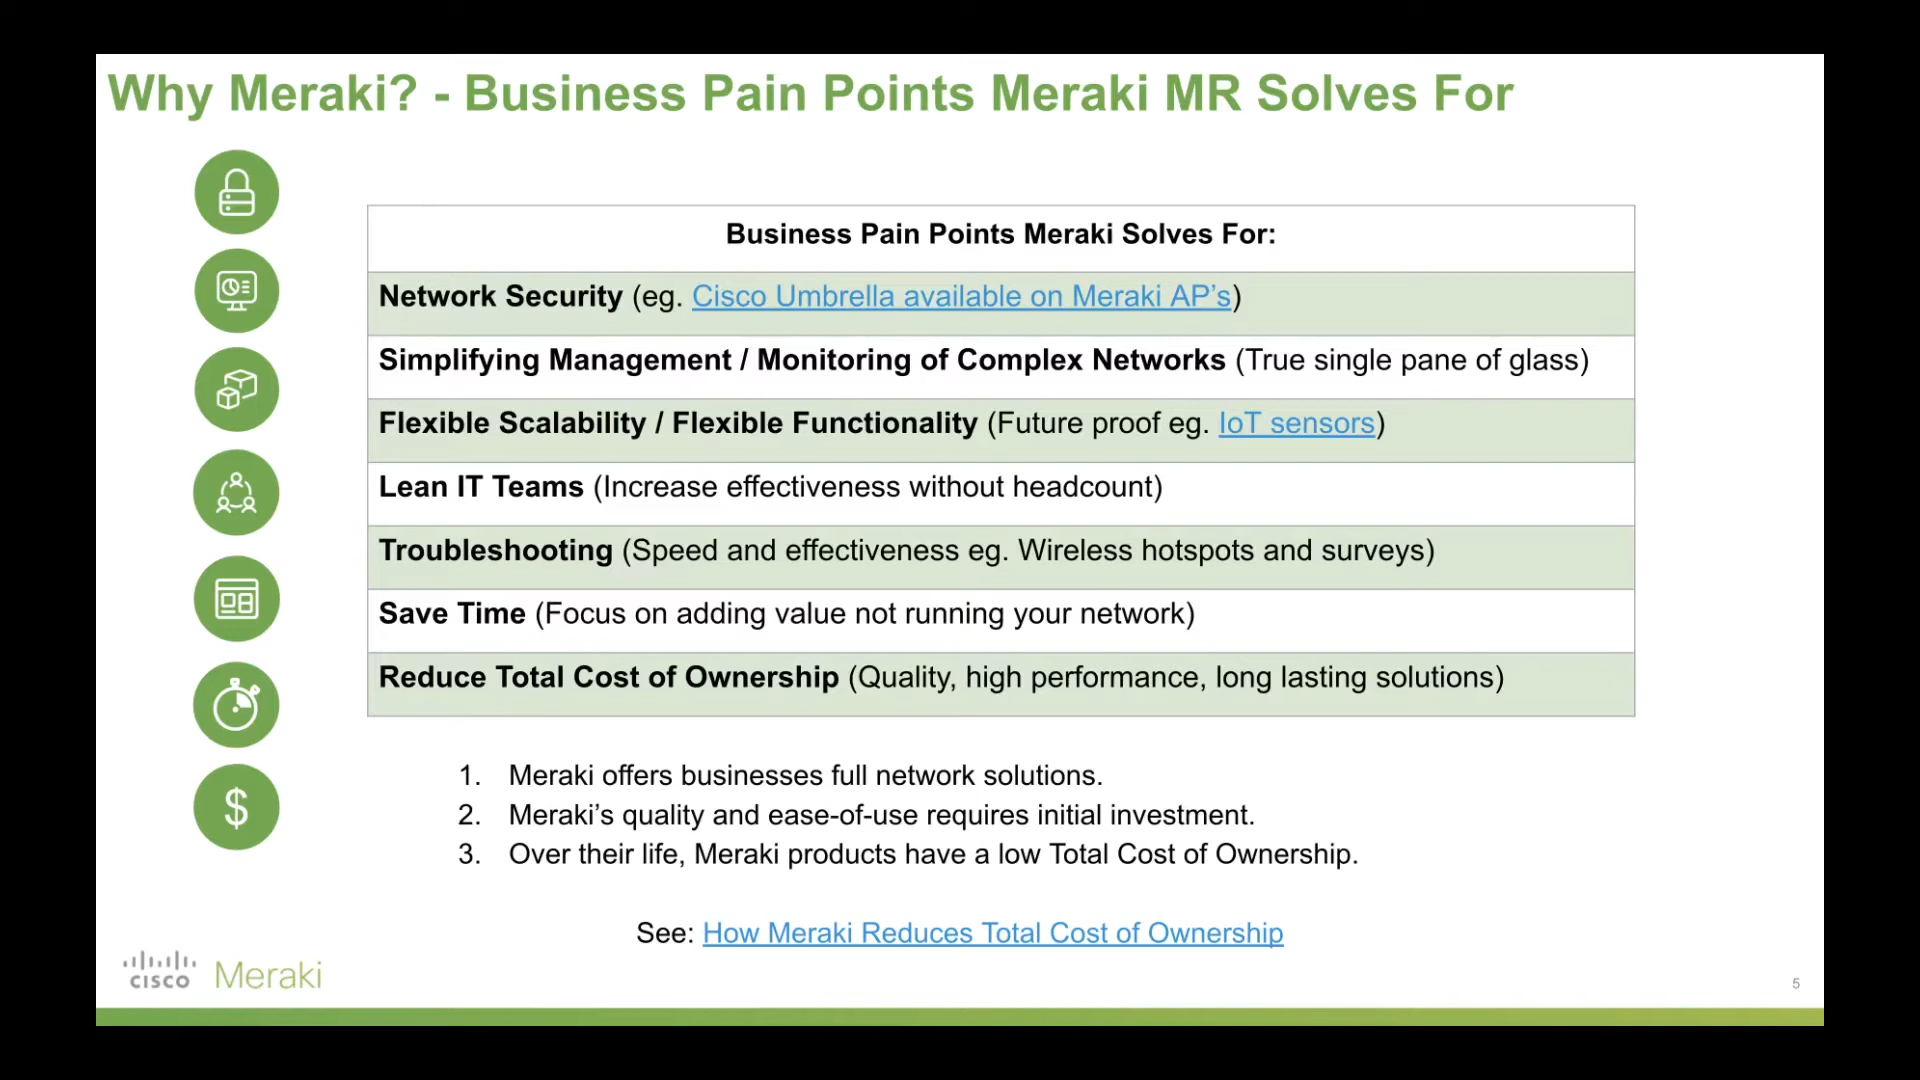 Why Meraki? - Business Pain Points Meraki MR Solves For
Business Pain Points Meraki Solves For:
Network Security (eg. Cisco Umbrella available on Meraki AP’s)
Simplifying Management / Monitoring of Complex Networks (True single pane of glass)
Flexible Scalability / Flexible Functionality (Future proof eg. IoT sensors)
Lean IT Teams (Increase effectiveness without headcount)
Troubleshooting (Speed and effectiveness eg. Wireless hotspots and surveys)
Save Time (Focus on adding value not running your network)
Reduce Total Cost of Ownership (Quality, high performance, long lasting solutions)
$
1. Meraki offers businesses full network solutions.
2. Meraki’s quality and ease-of-use requires initial investment.
3. Over their life, Meraki products have a low Total Cost of Ownership.
See: How Meraki Reduces Total Cost of Ownership
cisco Meraki
5